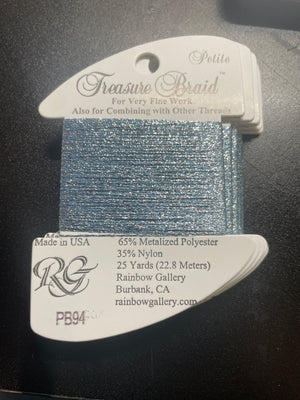 Petite
Treasure Braid™
For Very Fine Work
Also for Combining with Other Threads
Made in USA
65% Metalized Polyester
35% Nylon
25 Yards (22.8 Meters)
RG
Rainbow Gallery
Burbank, CA
rainbowgallery.com
PB94